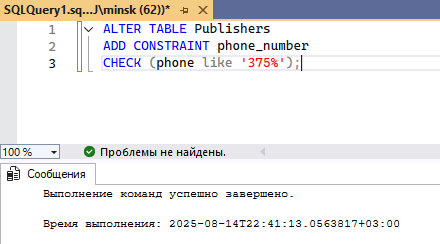 SQLQuery1.sq...J\minsk (62))*
1 ALTER TABLE Publishers
2 ADD CONSTRAINT phone_number
3 CHECK (phone like '375%');
100 %
Проблемы не найдены.
Сообщения
Выполнение команд успешно завершено.
Время выполнения: 2025-08-14T22:41:13.0563817+03:00